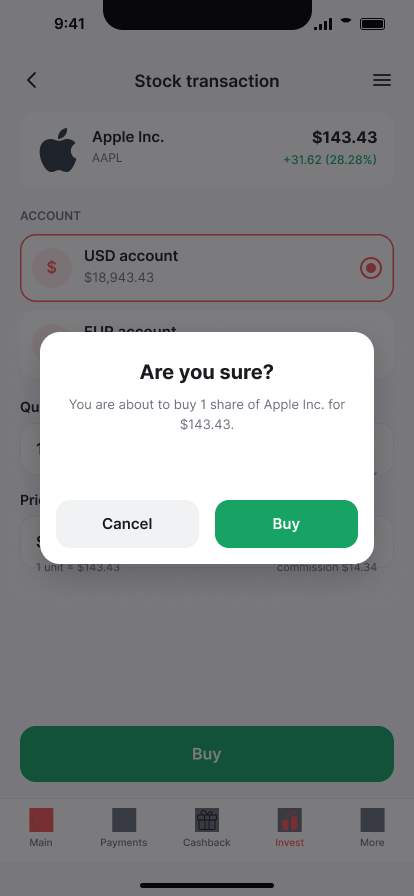 9:41
Stock transaction
Apple Inc.
$143.43
AAPL
+31.62 (28.28%)
ACCOUNT
USD account
$
$18,943.43
EUR account
Are you sure?
You are about to buy 1 share of Apple Inc. for
$143.43.
Cancel
Buy
1 unit = $143.43
commission $14.34
Buy
Main
Payments
Cashback
Invest
More